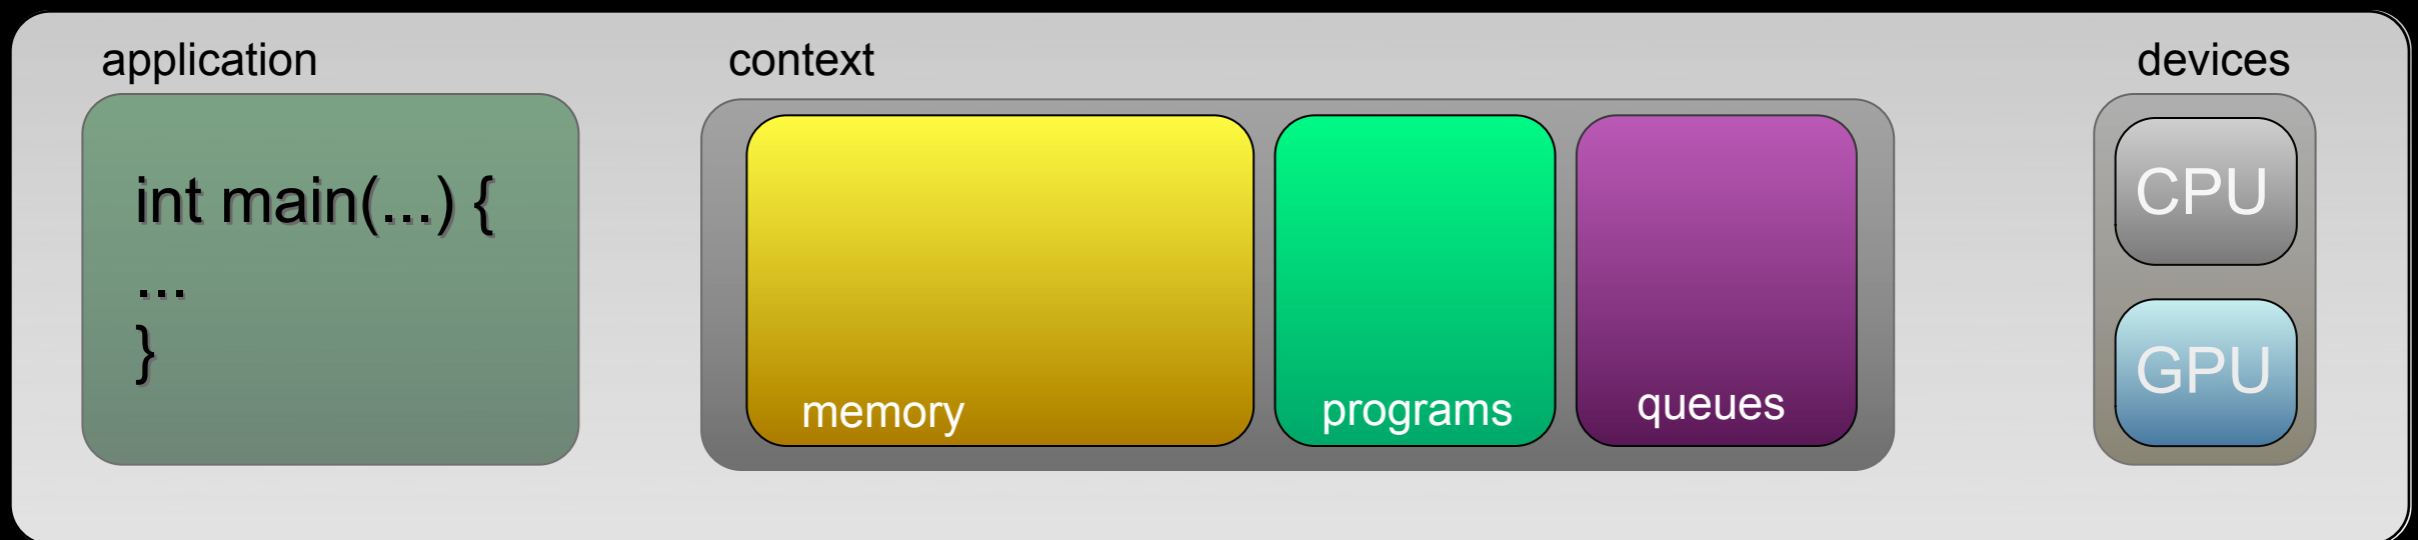 application
int main(...) {
...
}
context
memory
programs
queues
devices
CPU
GPU